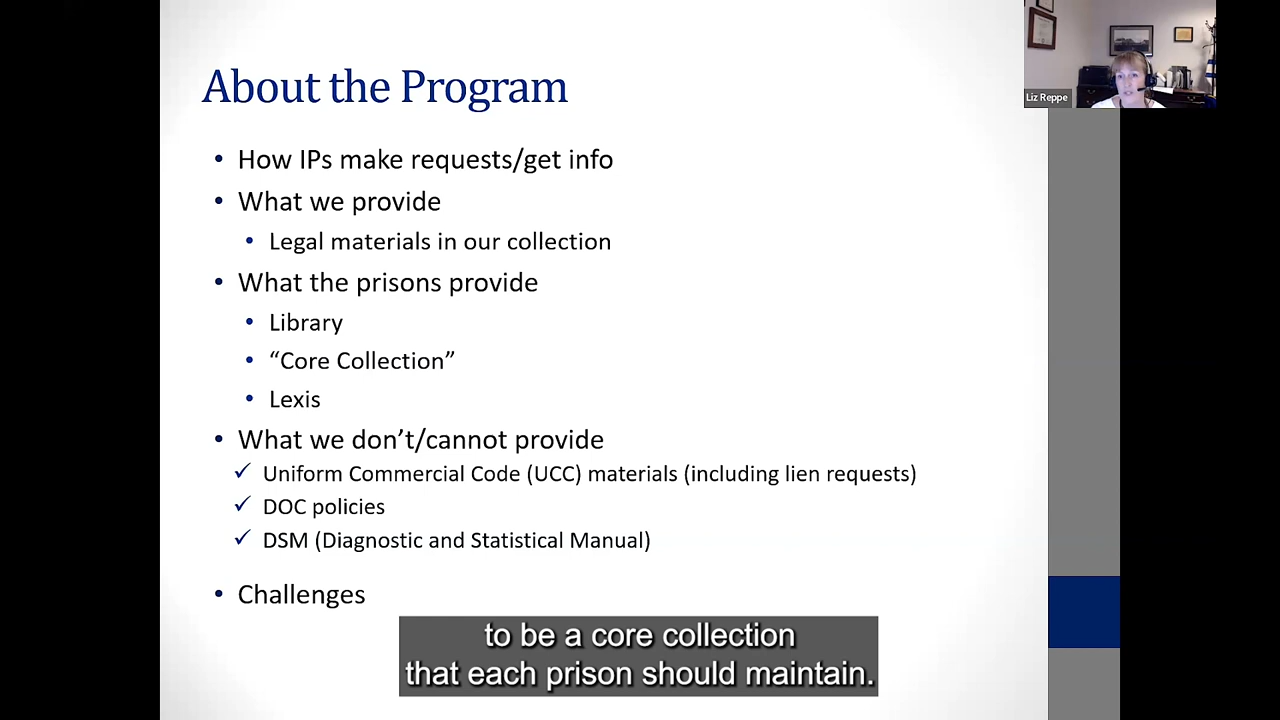 About the Program
• How IPs make requests/get info
• What we provide
• Legal materials in our collection
• What the prisons provide
• Library
• “Core Collection”
• Lexis
• What we don’t/cannot provide
✓ Uniform Commercial Code (UCC) materials (including lien requests)
✓ DOC policies
✓ DSM (Diagnostic and Statistical Manual)
• Challenges
to be a core collection
that each prison should maintain.
Liz Reppe